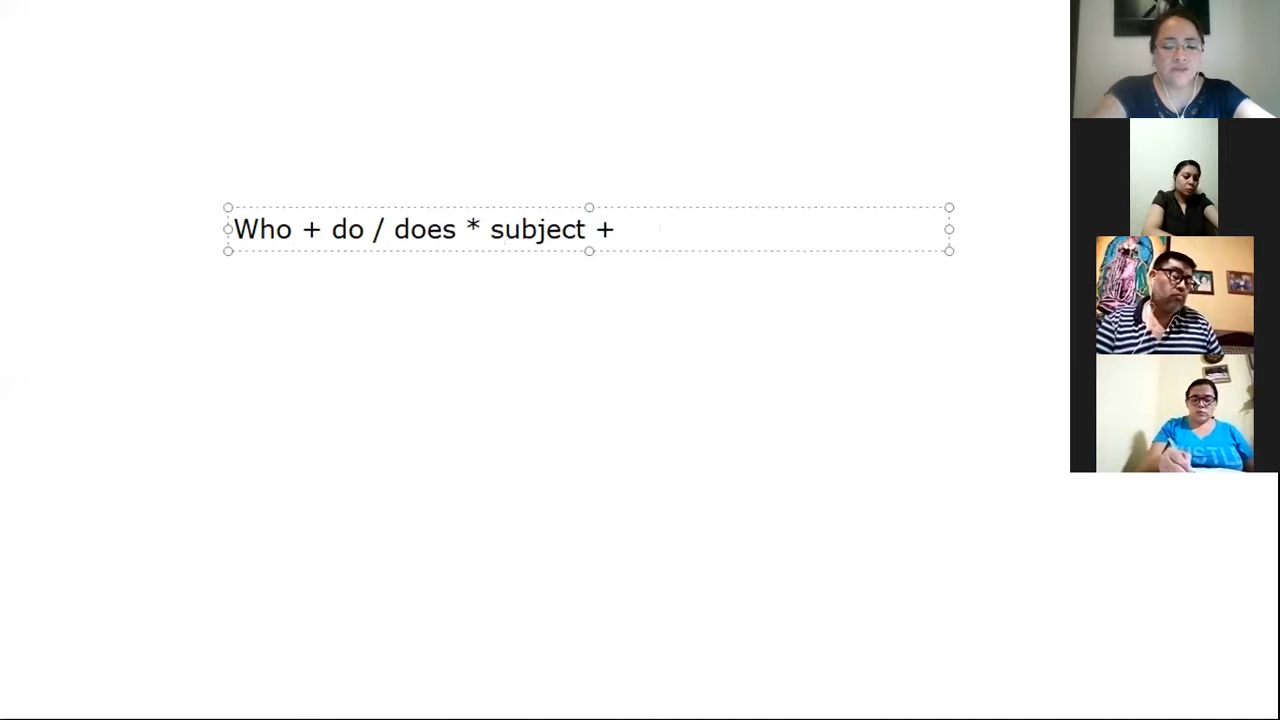 Who + do / does * subject +